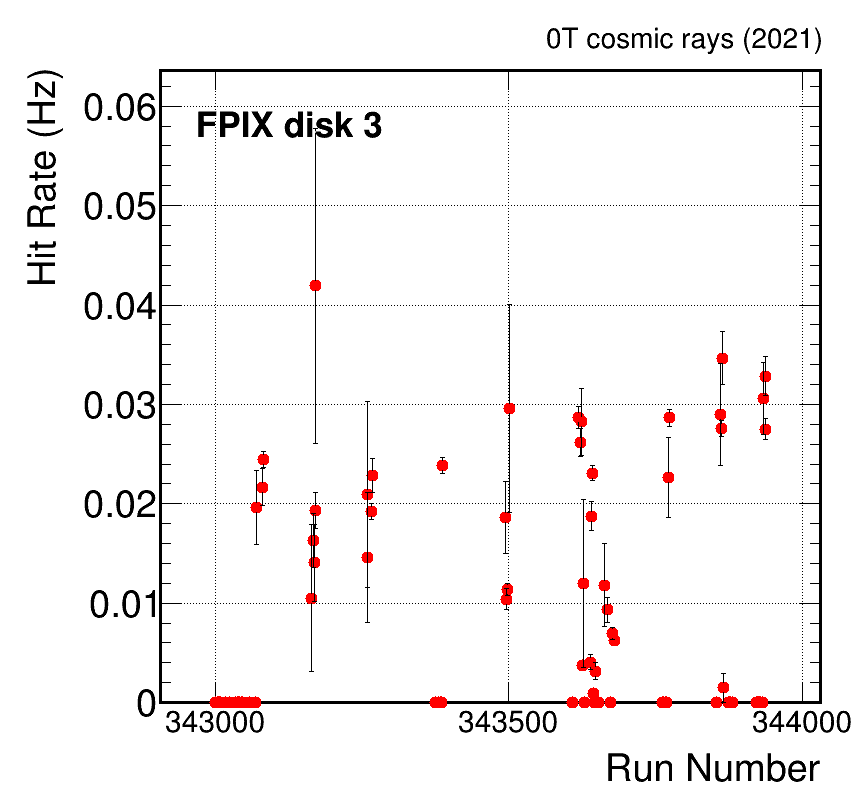 0T cosmic rays (2021)
Hit Rate (Hz)
FPIX disk 3
0.06
0.05
0.04
0.03
0.02
0.01
0
343000
343500
344000
Run Number